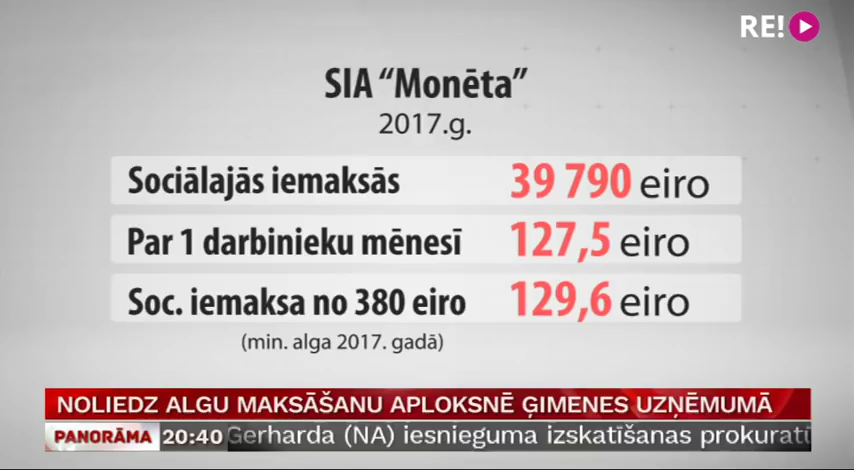 RE!
SIA “Monēta”
2017.g.
Sociālajās iemaksās 39 790 eiro
Par 1 darbinieku mēnesī 127,5 eiro
Soc. iemaksa no 380 eiro 129,6 eiro
(min. alga 2017. gadā)
NOLIEDZ ALGU MAKSĀŠANU APLOKSNĒ ĢIMENES UZŅĒMUMĀ
PANORĀMA 20:40 Gerharda (NA) iesnieguma izskatīšanas